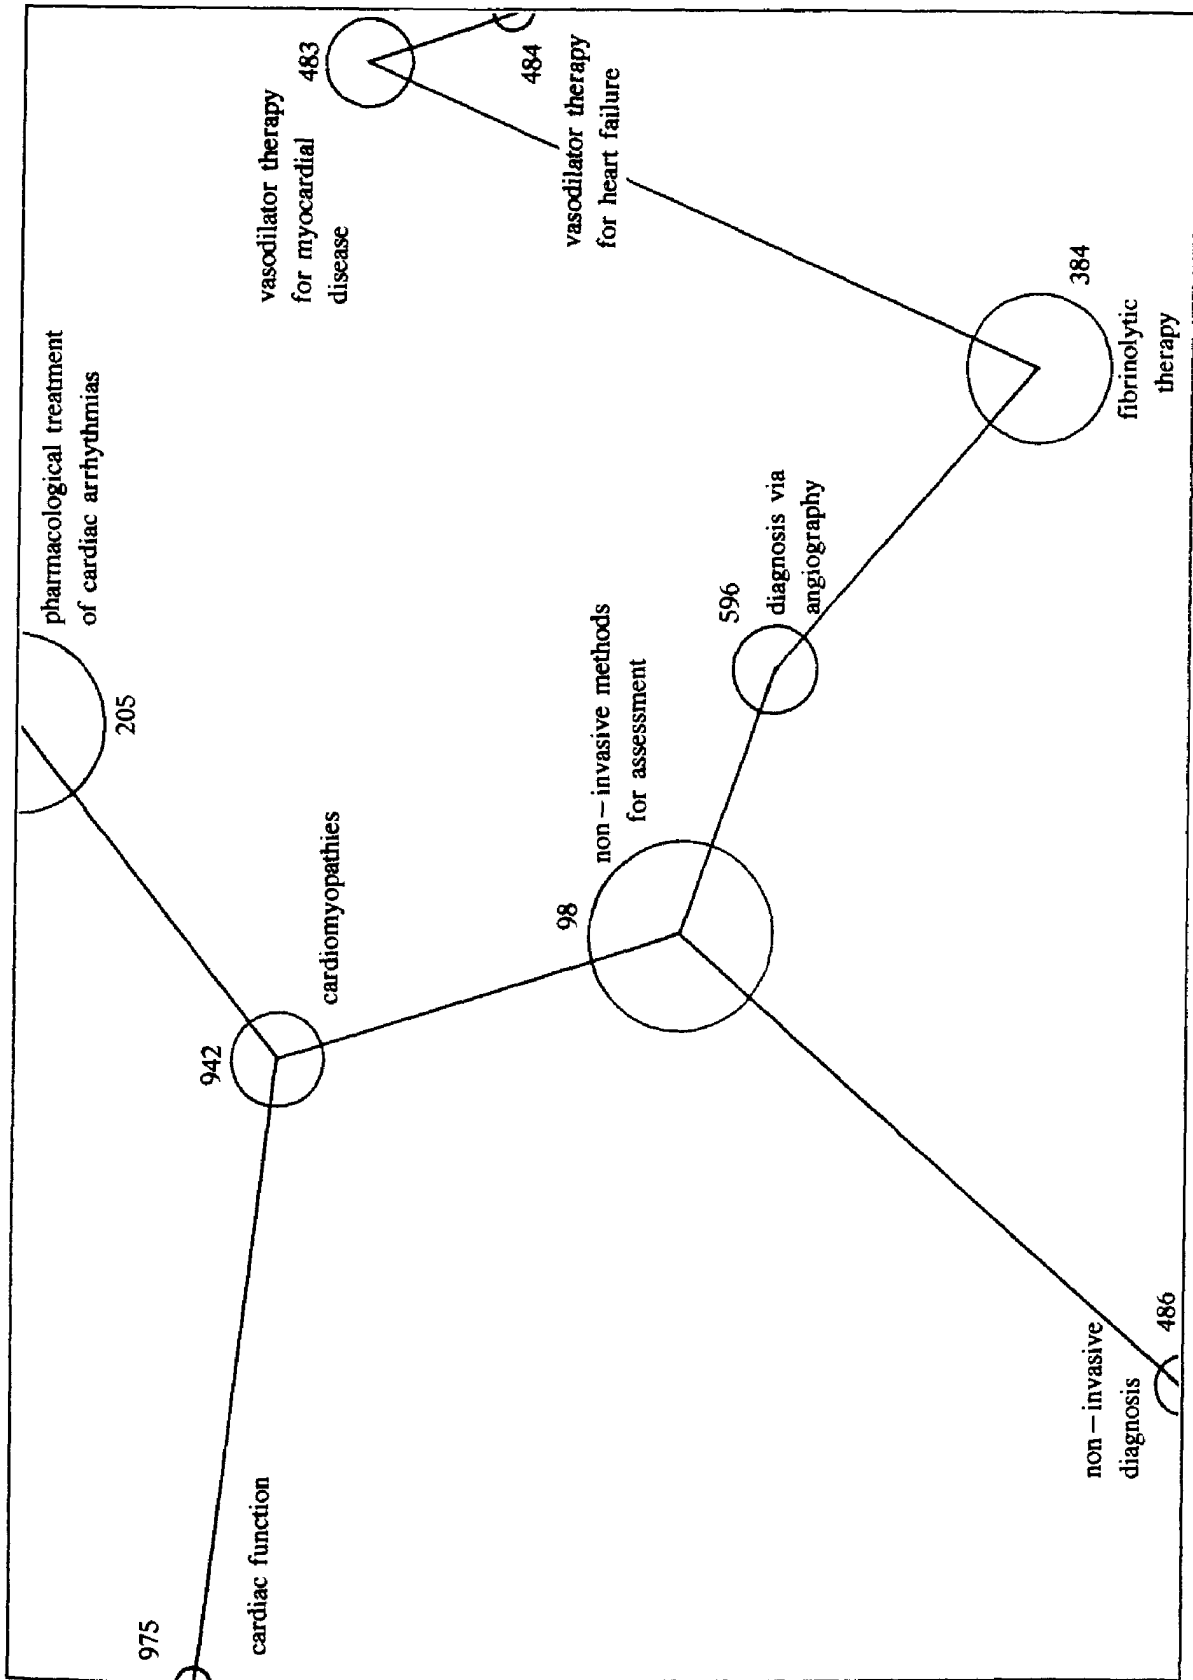 975
cardiac function
942
cardiomyopathies
205
pharmacological treatment
of cardiac arrhythmias
483
vasodilator therapy
for myocardial
disease
484
vasodilator therapy
for heart failure
98
non-invasive methods
for assessment
596
diagnosis via
angiography
384
fibrinolytic
therapy
486
non-invasive
diagnosis